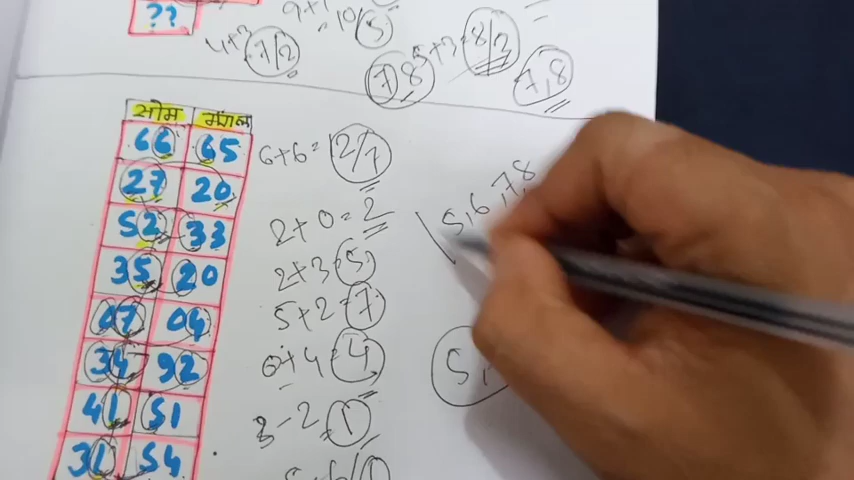 ??
9+1
= 10/5
4+3
7/2
5+3=8/3
7 8
7,8
सोम मंगल
66 65 6+6= 2/7
27 20 2+0=2
52 33 2+3=5
35 20 5+2=7
07 04 0+4=4
34 92 3-2=1
41 51
31 54
5,6,7,8
5,